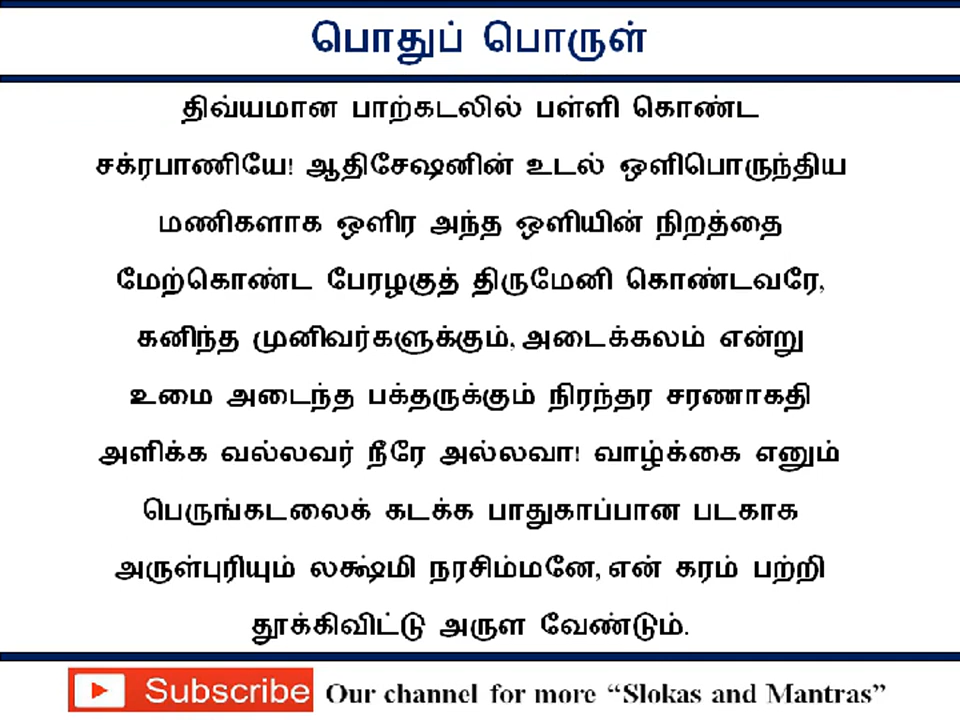 பொதுப் பொருள்
திவ்யமான பாற்கடலில் பள்ளி கொண்ட
சக்ரபாணியே! ஆதிசேஷனின் உடல் ஒளிபொருந்திய
மணிகளாக ஒளிர அந்த ஒளியின் நிறத்தை
மேற்கொண்ட பேரழகுத் திருமேனி கொண்டவரே,
கனிந்த முனிவர்களுக்கும், அடைக்கலம் என்று
உமை அடைந்த பக்தருக்கும் நிரந்தர சரணாகதி
அளிக்க வல்லவர் நீரே அல்லவா! வாழ்க்கை எனும்
பெருங்கடலைக் கடக்க பாதுகாப்பான படகாக
அருள்புரியும் லக்ஷ்மி நரசிம்மனே, என் கரம் பற்றி
தூக்கிவிட்டு அருள வேண்டும்.
Subscribe Our channel for more “Slokas and Mantras”